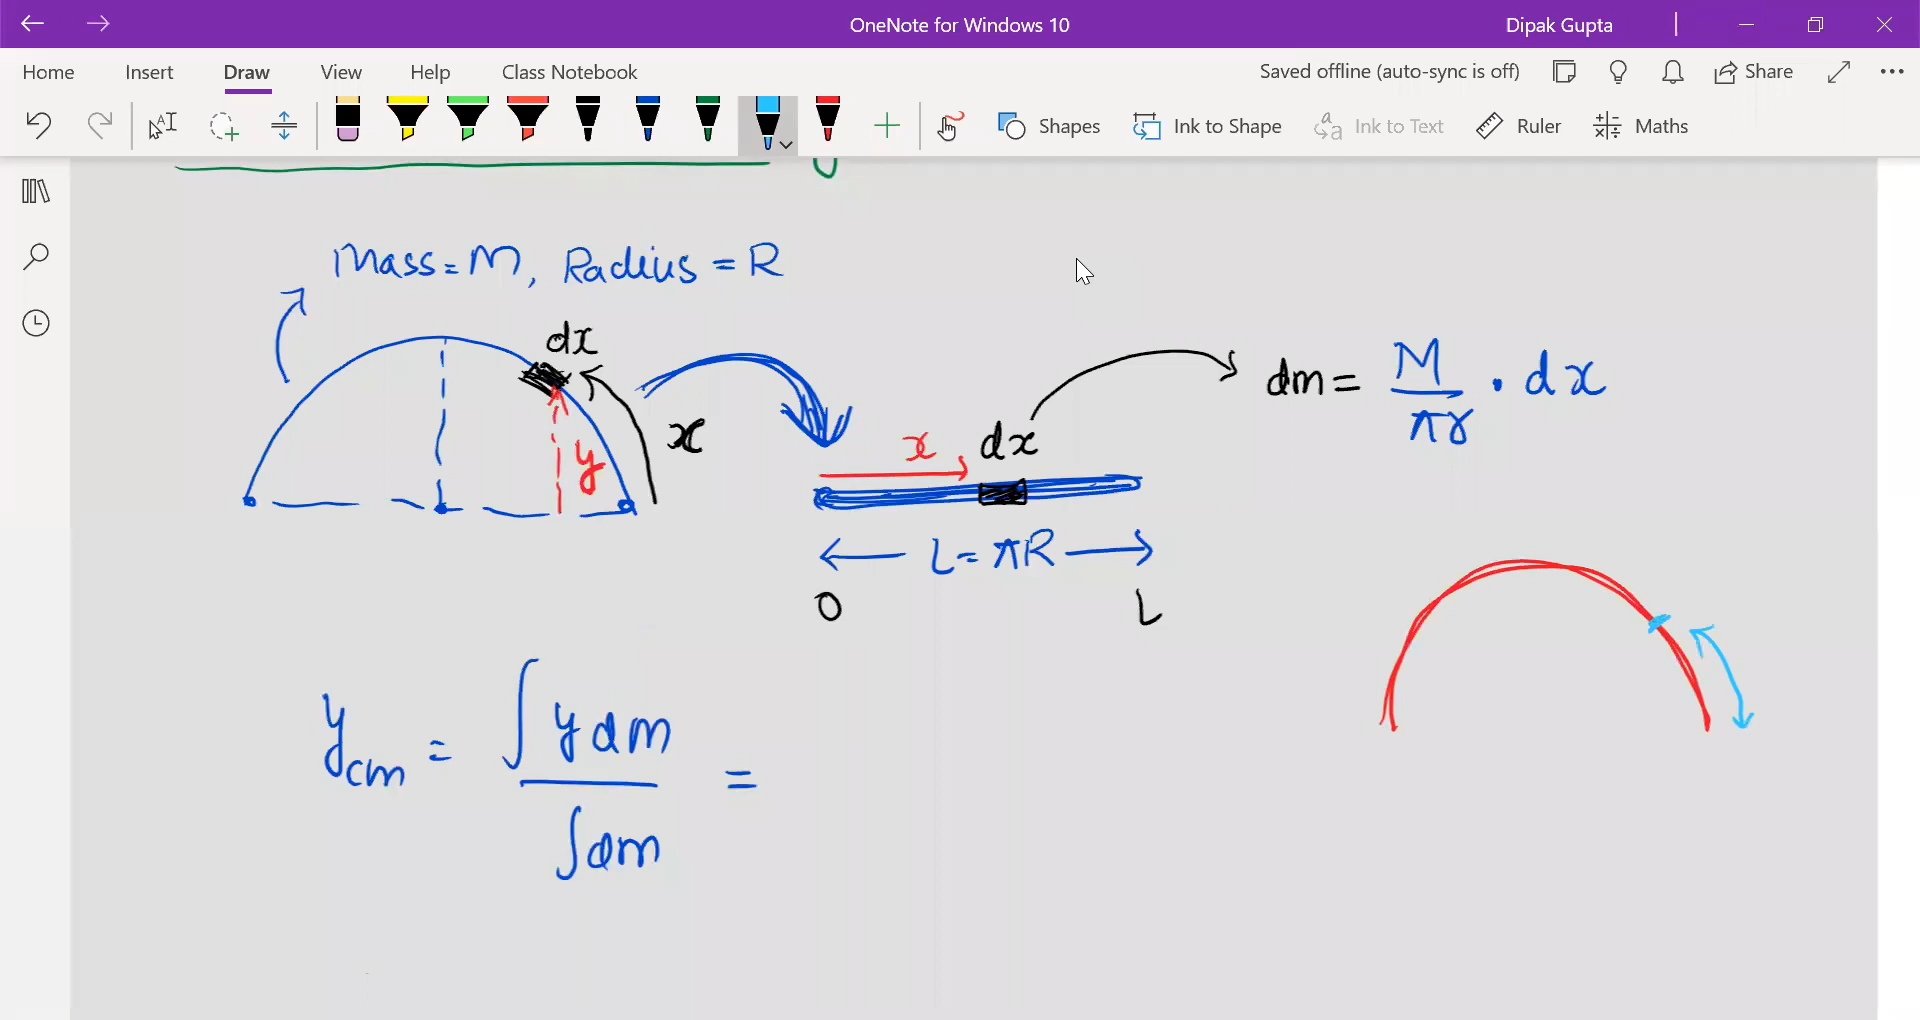 OneNote for Windows 10
Dipak Gupta
Home Insert Draw View Help Class Notebook
Saved offline (auto-sync is off)
Share
Shapes Ink to Shape Ink to Text Ruler Maths
Mass = M, Radius = R
dx
x
y
x dx
dm = M/πr · dx
L = πR
0 L
y_cm = ∫ y dm / ∫ dm =